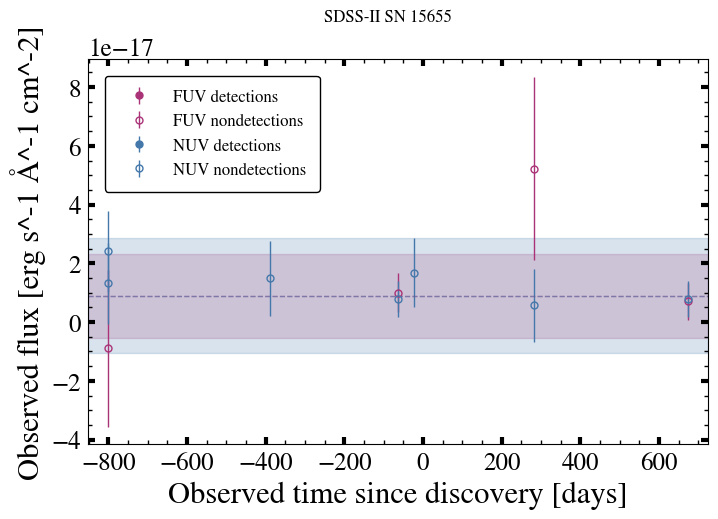 SDSS-II SN 15655
1e−17
Observed flux [erg s^-1 Å^-1 cm^-2]
8
6
4
2
0
−2
−4
FUV detections
FUV nondetections
NUV detections
NUV nondetections
−800 −600 −400 −200 0 200 400 600
Observed time since discovery [days]